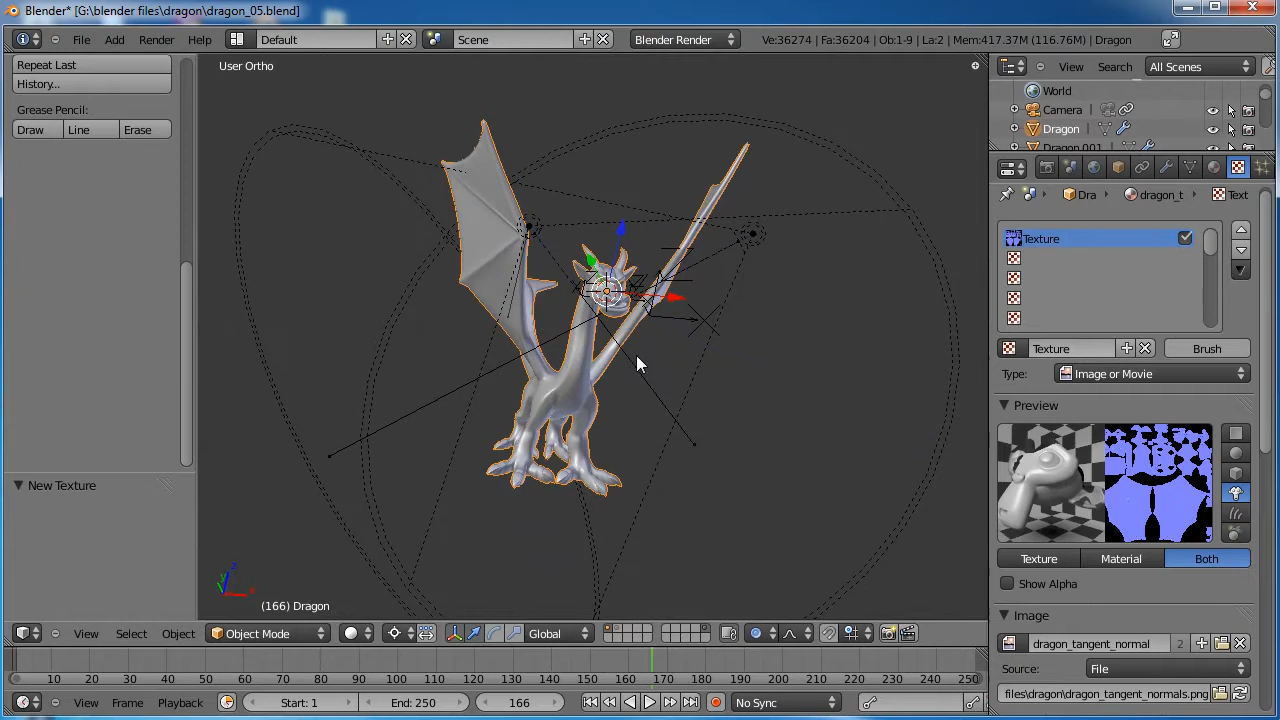 Blender* [G:\blender files\dragon\dragon_05.blend]
File Add Render Help Default Scene Blender Render Ve:36274 | Fa:36204 | Ob:1-9 | La:2 | Mem:417.37M (116.76M) | Dragon
Repeat Last
History...
Grease Pencil:
Draw Line Erase
New Texture
User Ortho
(166) Dragon
View Select Object Object Mode Global
10 20 30 40 50 60 70 80 90 100 110 120 130 140 150 160 170 180 190 200 210 220 230 240 250
View Frame Playback Start: 1 End: 250 166 No Sync
View Search All Scenes
World
Camera
Dragon
Dragon.001
Dra dragon_t Text
Texture
Texture Brush
Type: Image or Movie
Preview
Texture Material Both
Show Alpha
Image
dragon_tangent_normal 2
Source: File
files\dragon\dragon_tangent_normals.png